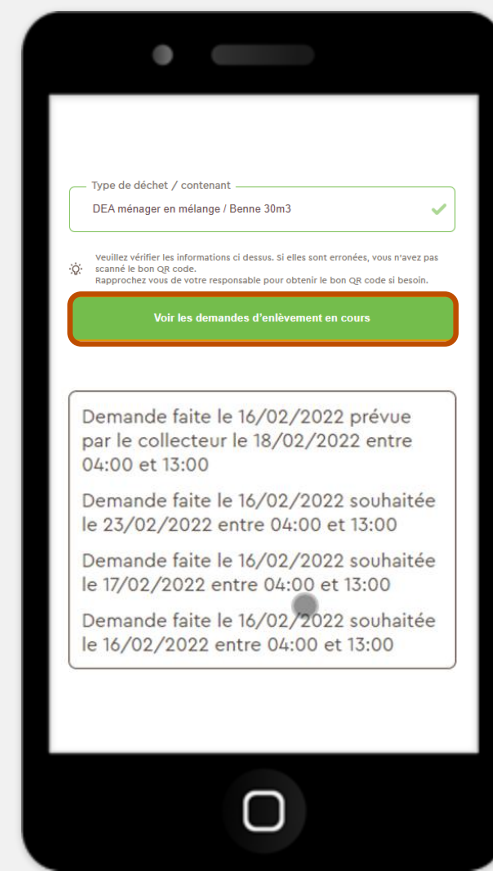 Type de déchet / contenant
DEA ménager en mélange / Benne 30m3
Veuillez vérifier les informations ci dessus. Si elles sont erronées, vous n'avez pas
scanné le bon QR code.
Rapprochez vous de votre responsable pour obtenir le bon QR code si besoin.
Voir les demandes d'enlèvement en cours
Demande faite le 16/02/2022 prévue
par le collecteur le 18/02/2022 entre
04:00 et 13:00
Demande faite le 16/02/2022 souhaitée
le 23/02/2022 entre 04:00 et 13:00
Demande faite le 16/02/2022 souhaitée
le 17/02/2022 entre 04:00 et 13:00
Demande faite le 16/02/2022 souhaitée
le 16/02/2022 entre 04:00 et 13:00